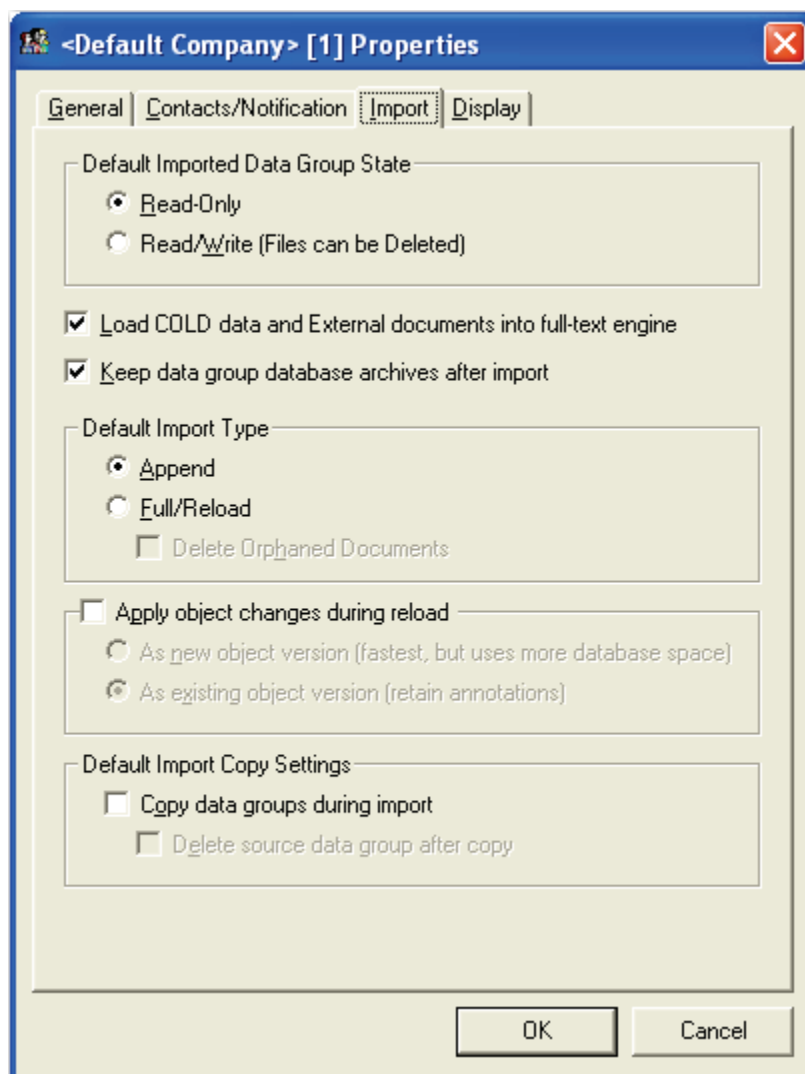 <Default Company> [1] Properties
General Contacts/Notification Import Display
Default Imported Data Group State
Read-Only
Read/Write (Files can be Deleted)
Load COLD data and External documents into full-text engine
Keep data group database archives after import
Default Import Type
Append
Full/Reload
Delete Orphaned Documents
Apply object changes during reload
As new object version (fastest, but uses more database space)
As existing object version (retain annotations)
Default Import Copy Settings
Copy data groups during import
Delete source data group after copy
OK Cancel